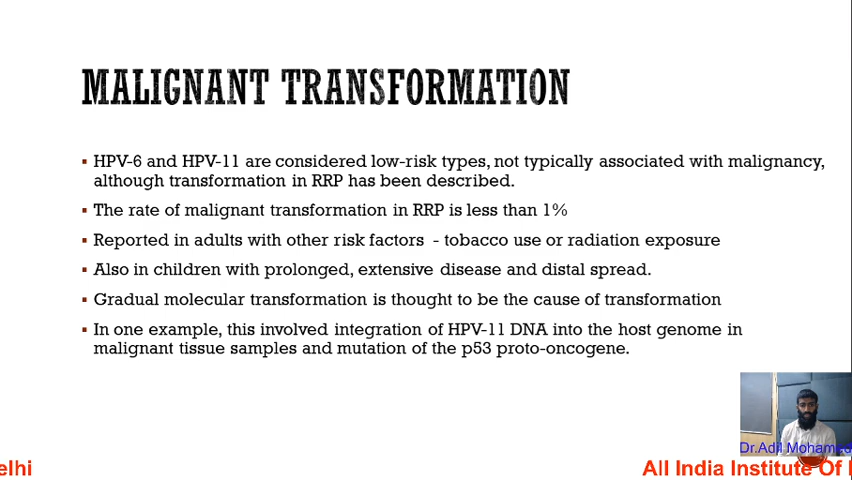 MALIGNANT TRANSFORMATION
▪ HPV-6 and HPV-11 are considered low-risk types, not typically associated with malignancy,
although transformation in RRP has been described.
▪ The rate of malignant transformation in RRP is less than 1%
▪ Reported in adults with other risk factors - tobacco use or radiation exposure
▪ Also in children with prolonged, extensive disease and distal spread.
▪ Gradual molecular transformation is thought to be the cause of transformation
▪ In one example, this involved integration of HPV-11 DNA into the host genome in
malignant tissue samples and mutation of the p53 proto-oncogene.
Dr.Adil Mohamed
elhi All India Institute Of